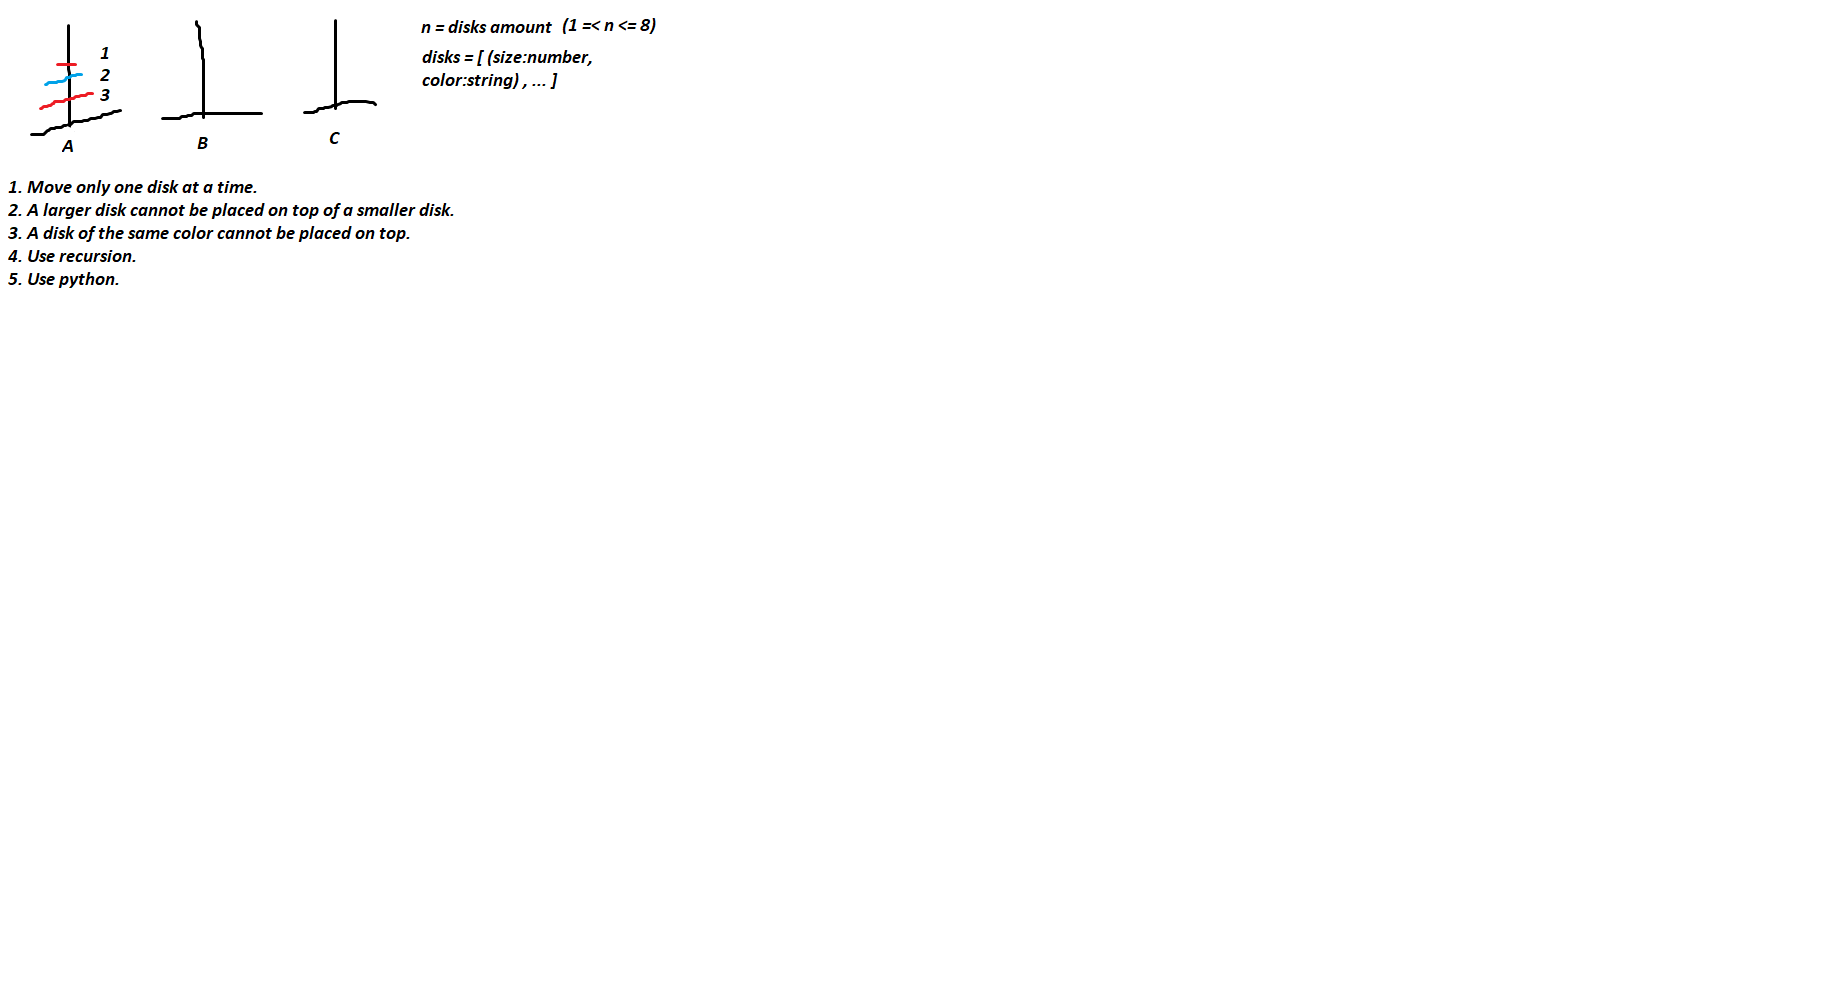 n = disks amount (1 =< n <= 8)
disks = [ (size:number,
color:string) , ... ]
1
2
3
A
B
C
1. Move only one disk at a time.
2. A larger disk cannot be placed on top of a smaller disk.
3. A disk of the same color cannot be placed on top.
4. Use recursion.
5. Use python.